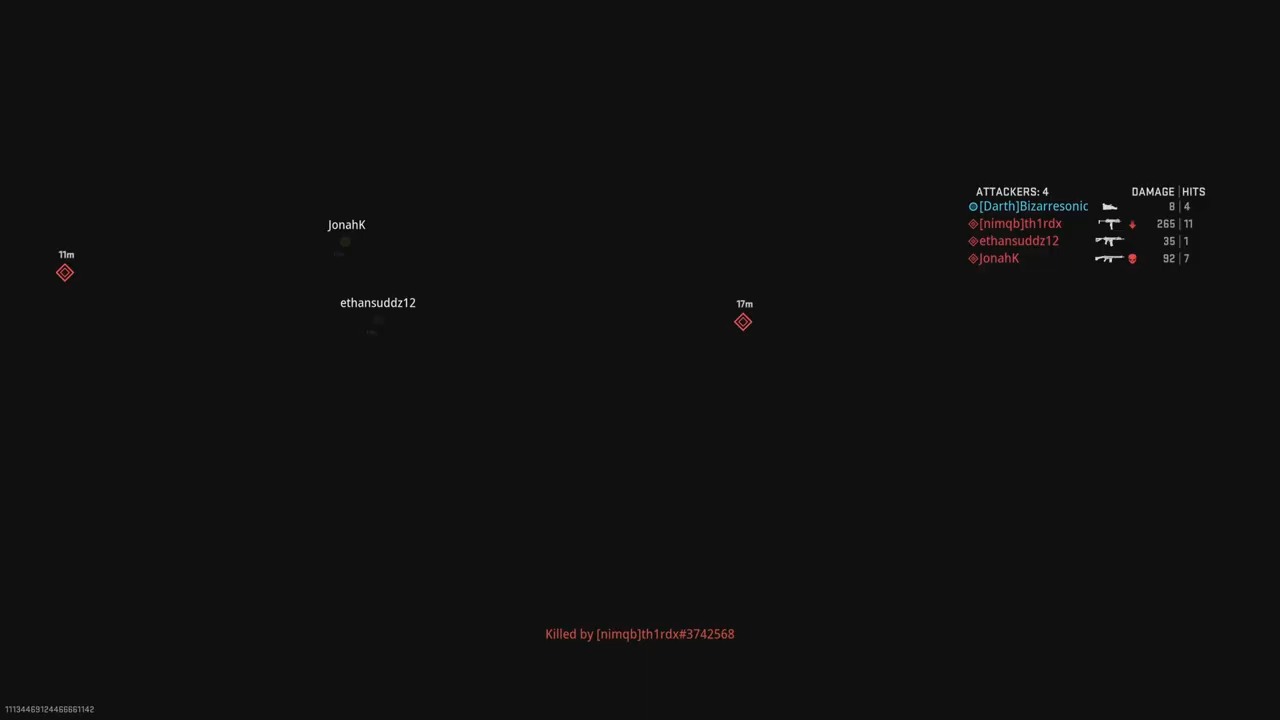 ATTACKERS: 4 DAMAGE | HITS
[Darth]Bizarresonic 8 | 4
[nimqb]th1rdx 265 | 11
ethansuddz12 35 | 1
JonahK 92 | 7
JonahK
11m
ethansuddz12
17m
Killed by [nimqb]th1rdx#3742568
11134469124466661142